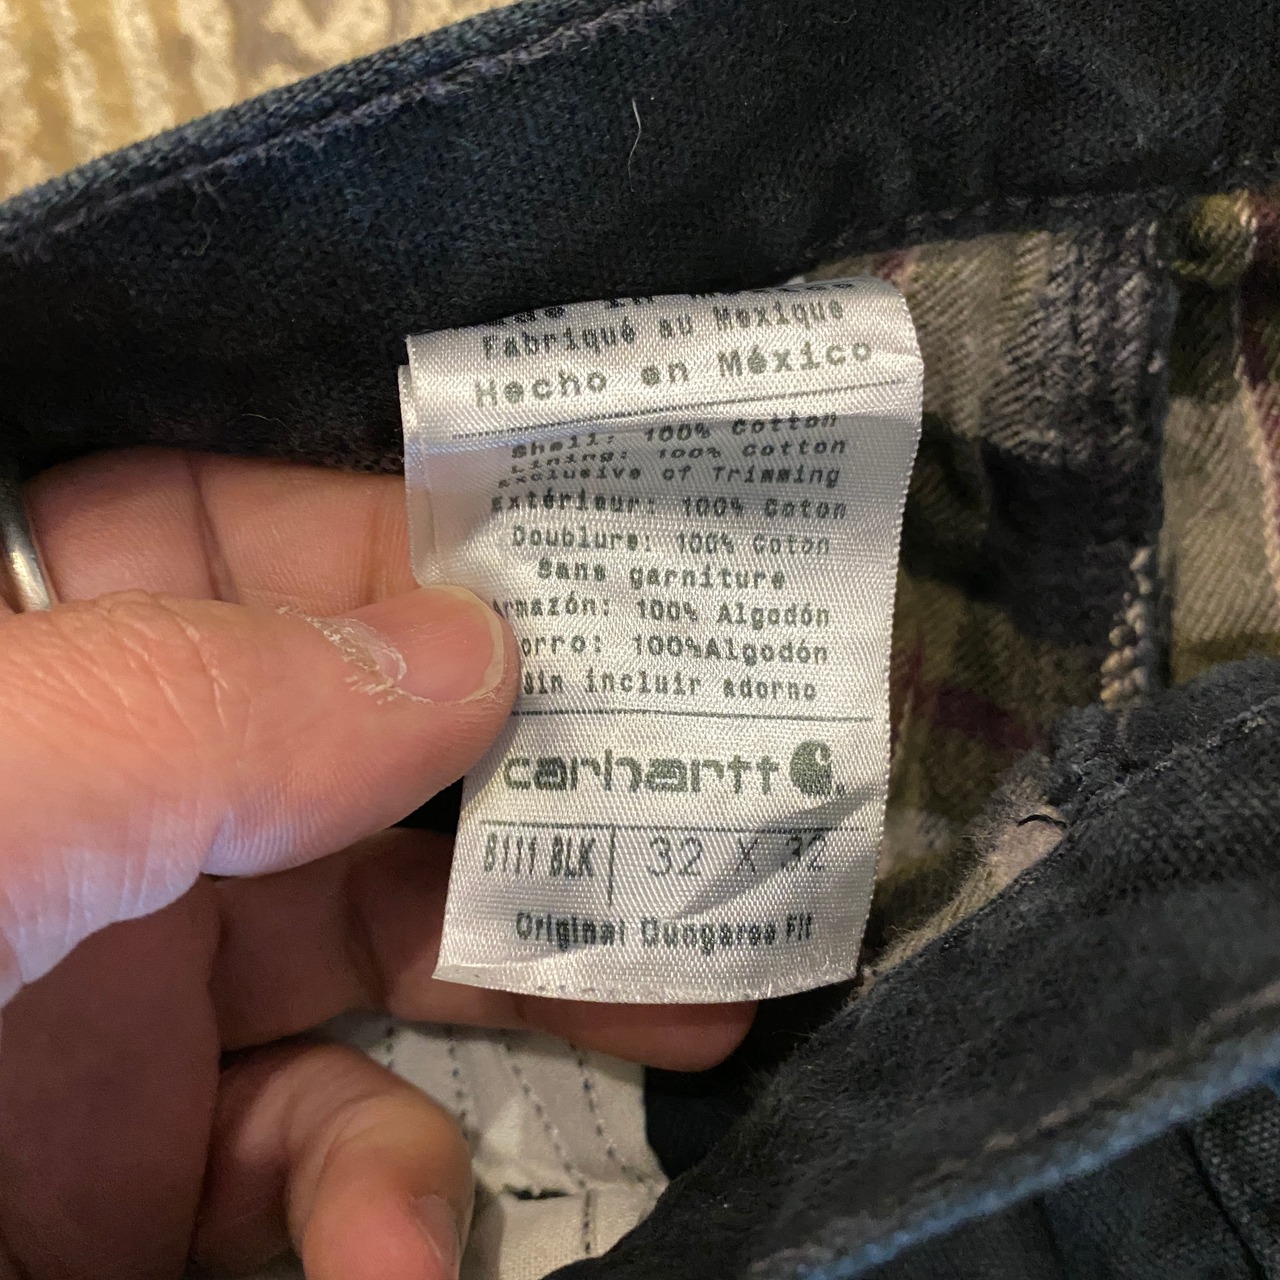 Fabriqué au Mexique
Hecho en México
Shell: 100% Cotton
Lining: 100% Cotton
Exclusive of Trimming
Extérieur: 100% Coton
Doublure: 100% Coton
Sans garniture
Armazón: 100% Algodón
orro: 100%Algodón
sin incluir adorno
carhartt
B111 BLK 32 X 32
Original Dungaree Fit